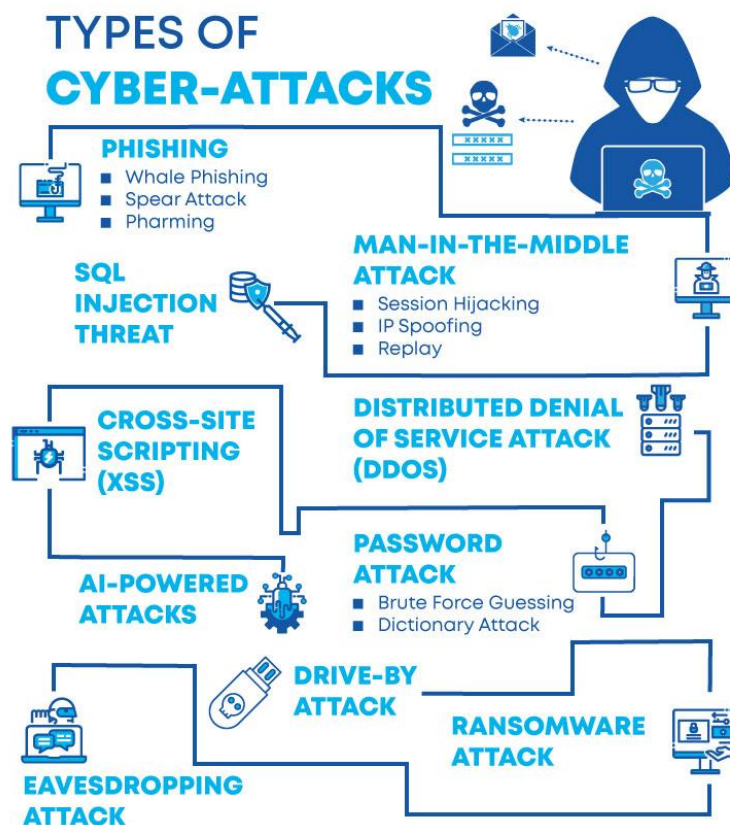 TYPES OF
CYBER-ATTACKS
xxxxx
xxxxx
PHISHING
■ Whale Phishing
■ Spear Attack
■ Pharming
MAN-IN-THE-MIDDLE
ATTACK
■ Session Hijacking
■ IP Spoofing
■ Replay
SQL
INJECTION
THREAT
CROSS-SITE
SCRIPTING
(XSS)
DISTRIBUTED DENIAL
OF SERVICE ATTACK
(DDOS)
AI-POWERED
ATTACKS
PASSWORD
ATTACK
■ Brute Force Guessing
■ Dictionary Attack
DRIVE-BY
ATTACK
RANSOMWARE
ATTACK
EAVESDROPPING
ATTACK